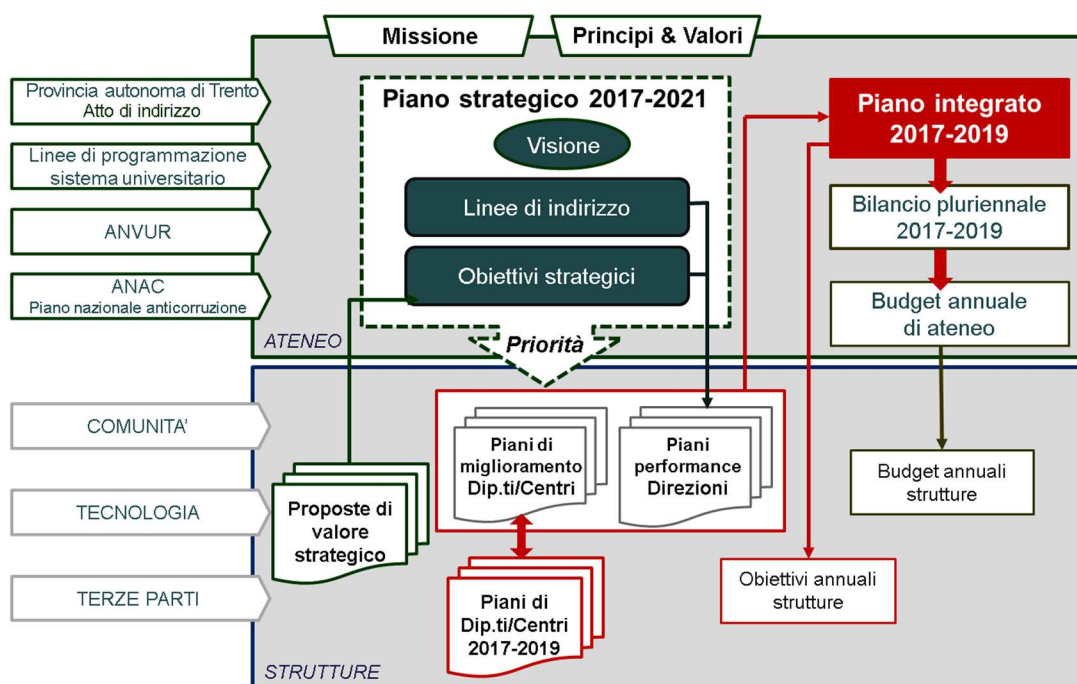 Missione
Principi & Valori
Provincia autonoma di Trento
Atto di indirizzo
Linee di programmazione
sistema universitario
ANVUR
ANAC
Piano nazionale anticorruzione
Piano strategico 2017-2021
Visione
Linee di indirizzo
Obiettivi strategici
Priorità
Piano integrato
2017-2019
Bilancio pluriennale
2017-2019
Budget annuale
di ateneo
ATENEO
COMUNITA’
TECNOLOGIA
TERZE PARTI
Proposte di
valore
strategico
Piani di
miglioramento
Dip.ti/Centri
Piani
performance
Direzioni
Piani di
Dip.ti/Centri
2017-2019
Budget annuali
strutture
Obiettivi annuali
strutture
STRUTTURE